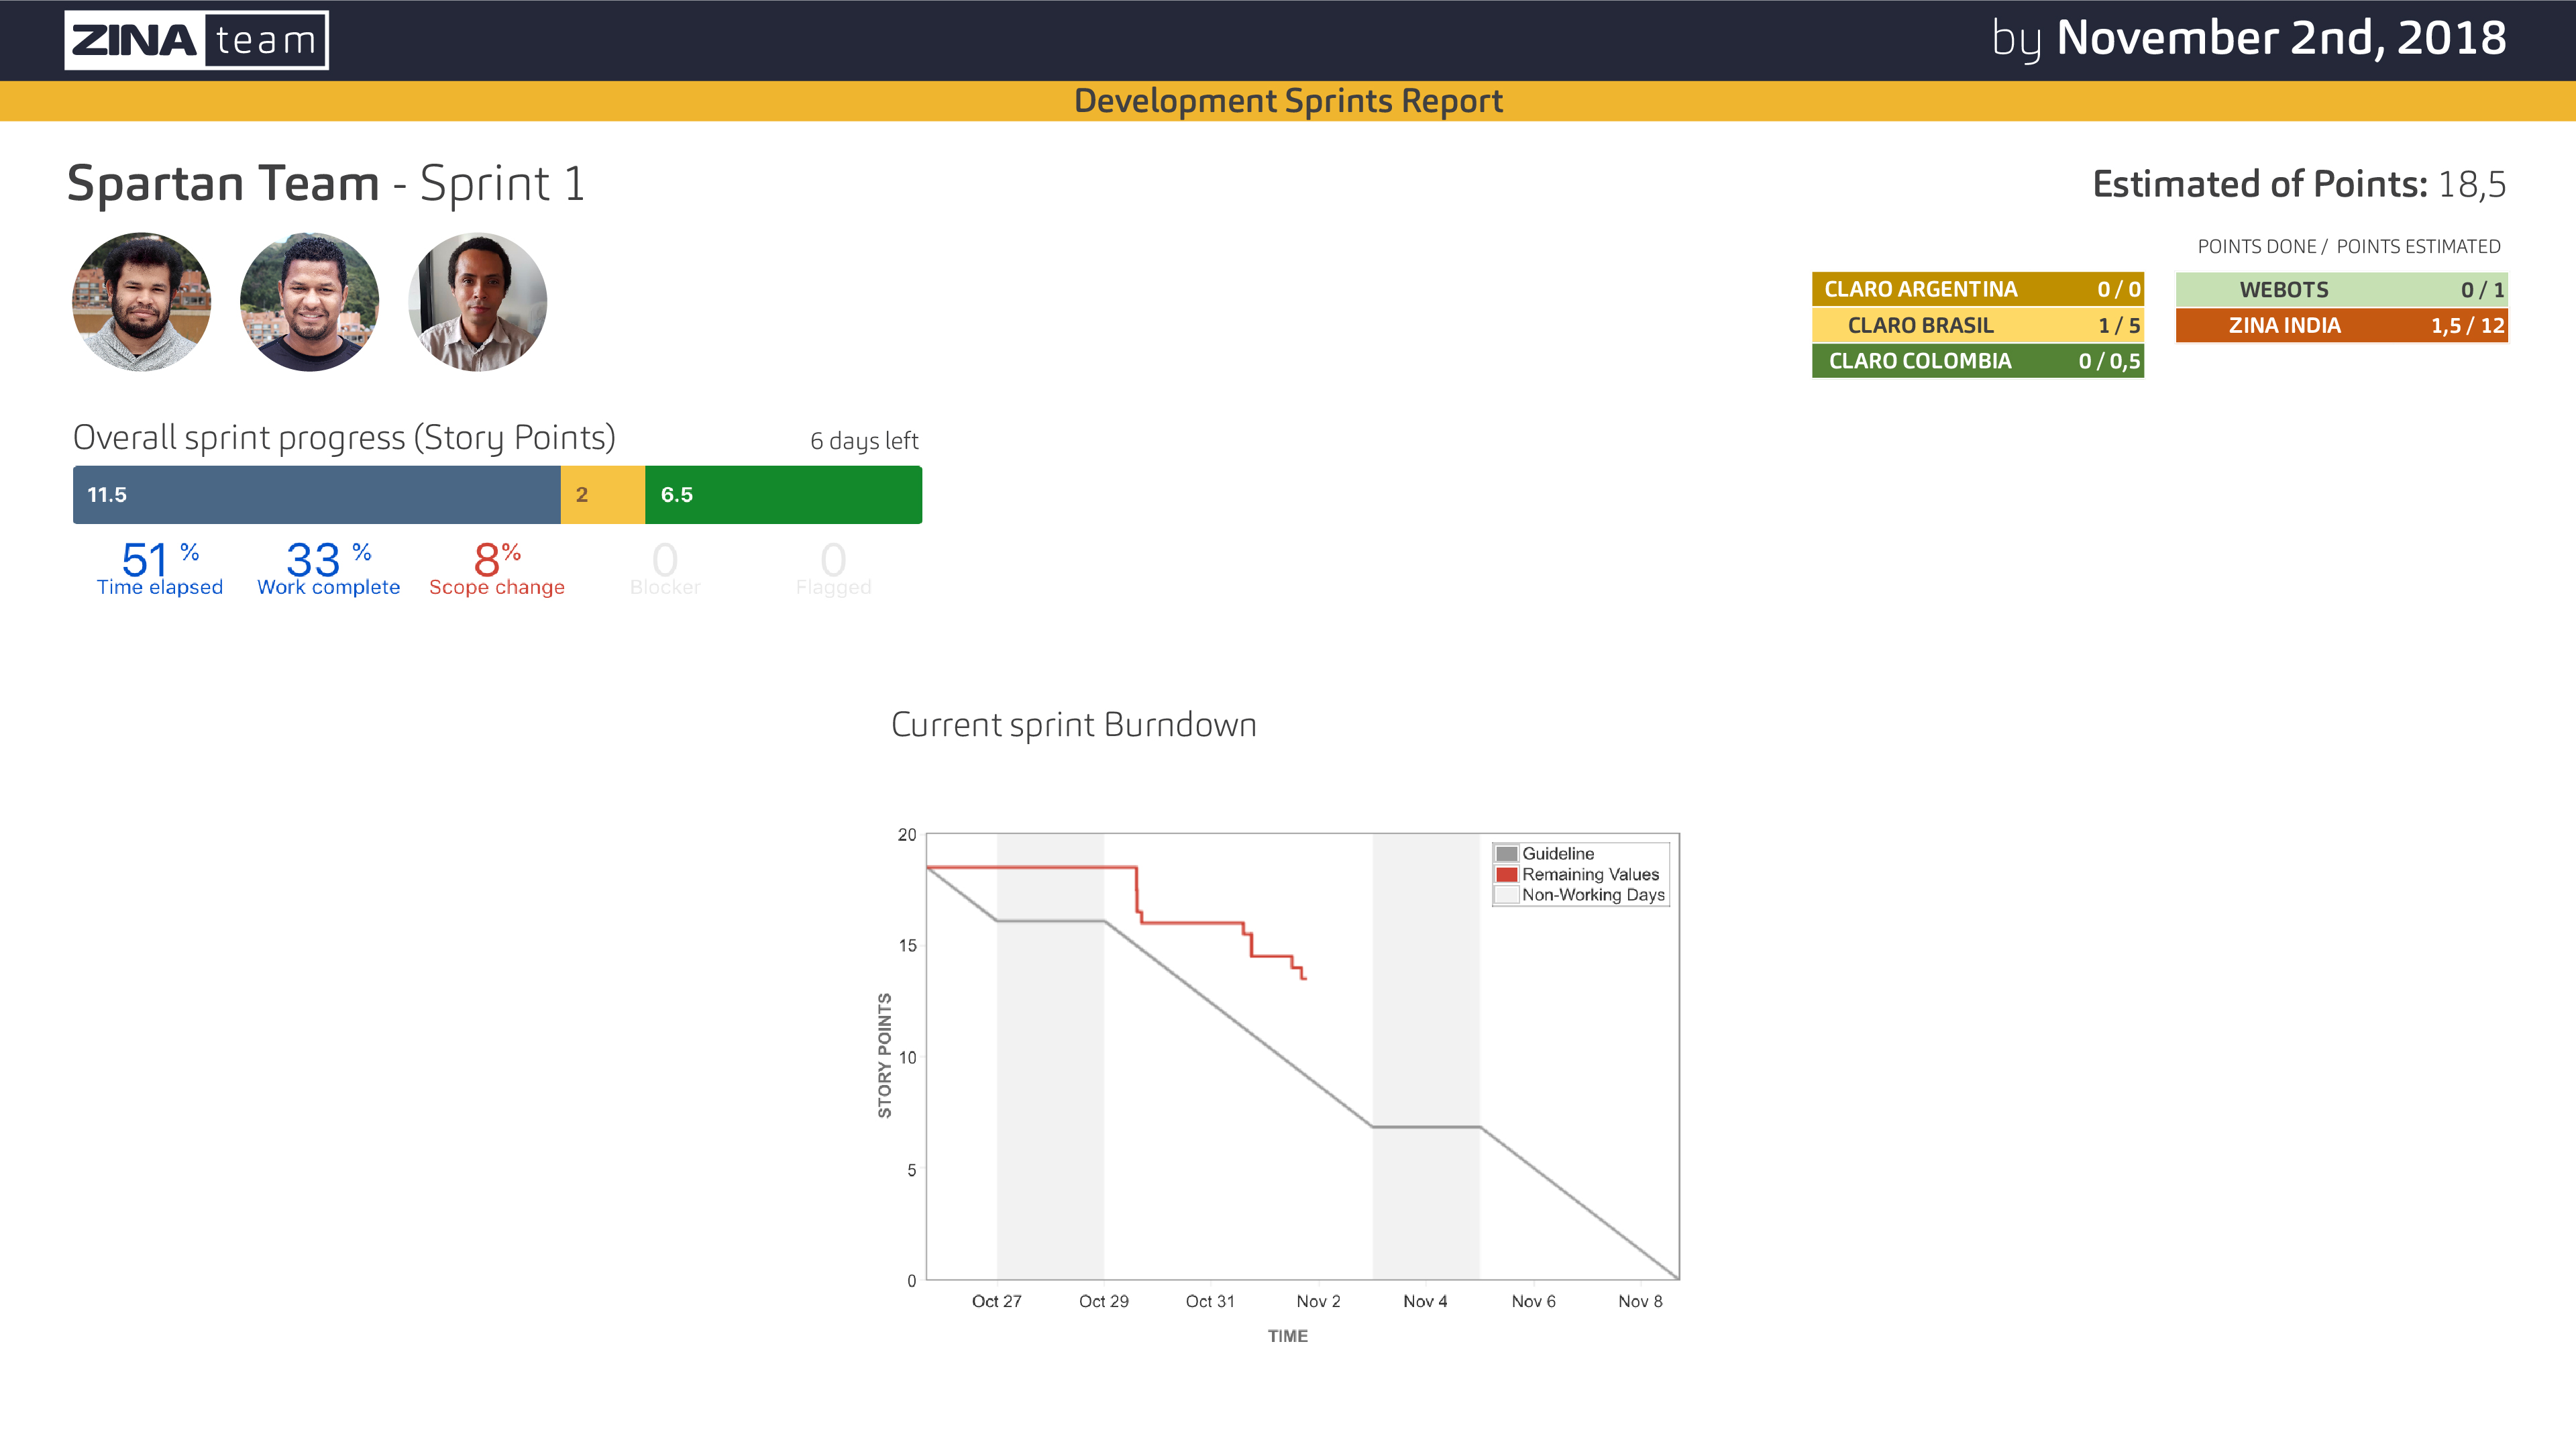 ZINA team
by November 2nd, 2018
Development Sprints Report
Spartan Team - Sprint 1
Estimated of Points: 18,5
POINTS DONE / POINTS ESTIMATED
CLARO ARGENTINA 0 / 0
CLARO BRASIL 1 / 5
CLARO COLOMBIA 0 / 0,5
WEBOTS 0 / 1
ZINA INDIA 1,5 / 12
Overall sprint progress (Story Points) 6 days left
11.5 2 6.5
51 % 33 % 8% 0 0
Time elapsed Work complete Scope change Blocker Flagged
Current sprint Burndown
Guideline
Remaining Values
Non-Working Days
20
15
10
5
0
STORY POINTS
Oct 27 Oct 29 Oct 31 Nov 2 Nov 4 Nov 6 Nov 8
TIME